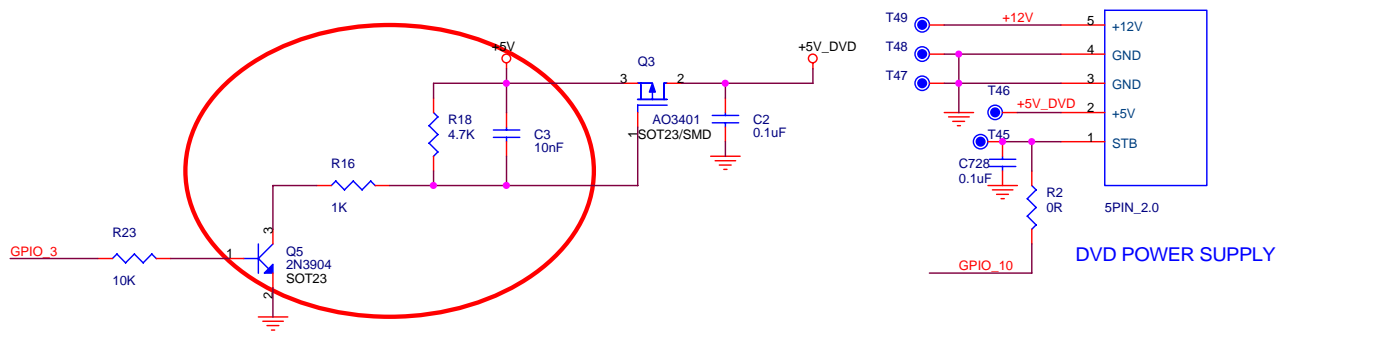 +5V
Q3
+5V_DVD
3
2
R18
4.7K
C3
10nF
1
AO3401
SOT23/SMD
C2
0.1uF
R16
1K
R23
GPIO_3
10K
1
3
Q5
2N3904
SOT23
2
T49
+12V
5
+12V
T48
4
GND
T47
3
GND
T46
+5V_DVD
2
+5V
T45
1
STB
C728
0.1uF
R2
0R
5PIN_2.0
GPIO_10
DVD POWER SUPPLY